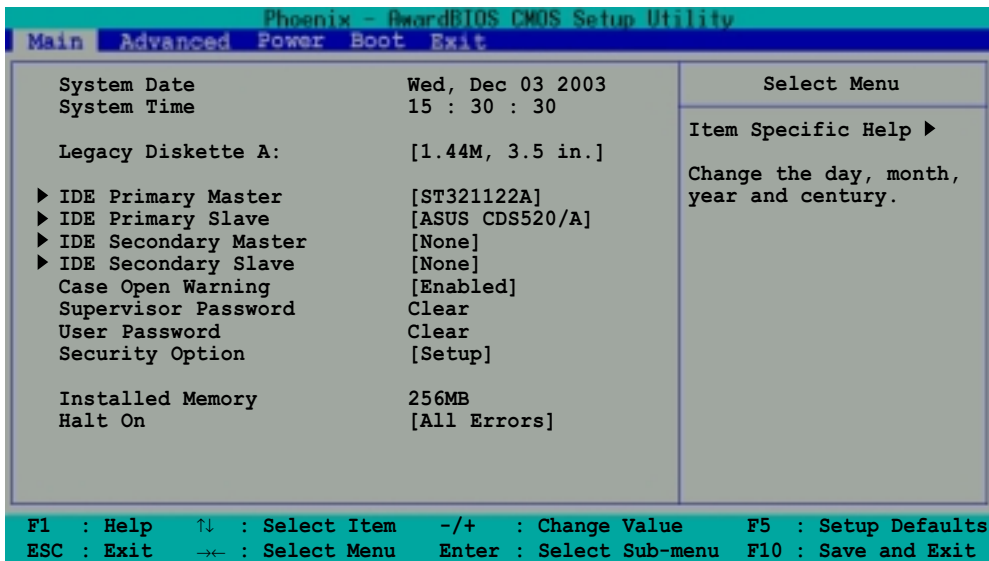 Phoenix - AwardBIOS CMOS Setup Utility
Main Advanced Power Boot Exit
System Date Wed, Dec 03 2003
System Time 15 : 30 : 30
Legacy Diskette A: [1.44M, 3.5 in.]
IDE Primary Master [ST321122A]
IDE Primary Slave [ASUS CDS520/A]
IDE Secondary Master [None]
IDE Secondary Slave [None]
Case Open Warning [Enabled]
Supervisor Password Clear
User Password Clear
Security Option [Setup]
Installed Memory 256MB
Halt On [All Errors]
Select Menu
Item Specific Help ▶
Change the day, month,
year and century.
F1 : Help ↑↓ : Select Item -/+ : Change Value F5 : Setup Defaults
ESC : Exit →← : Select Menu Enter : Select Sub-menu F10 : Save and Exit